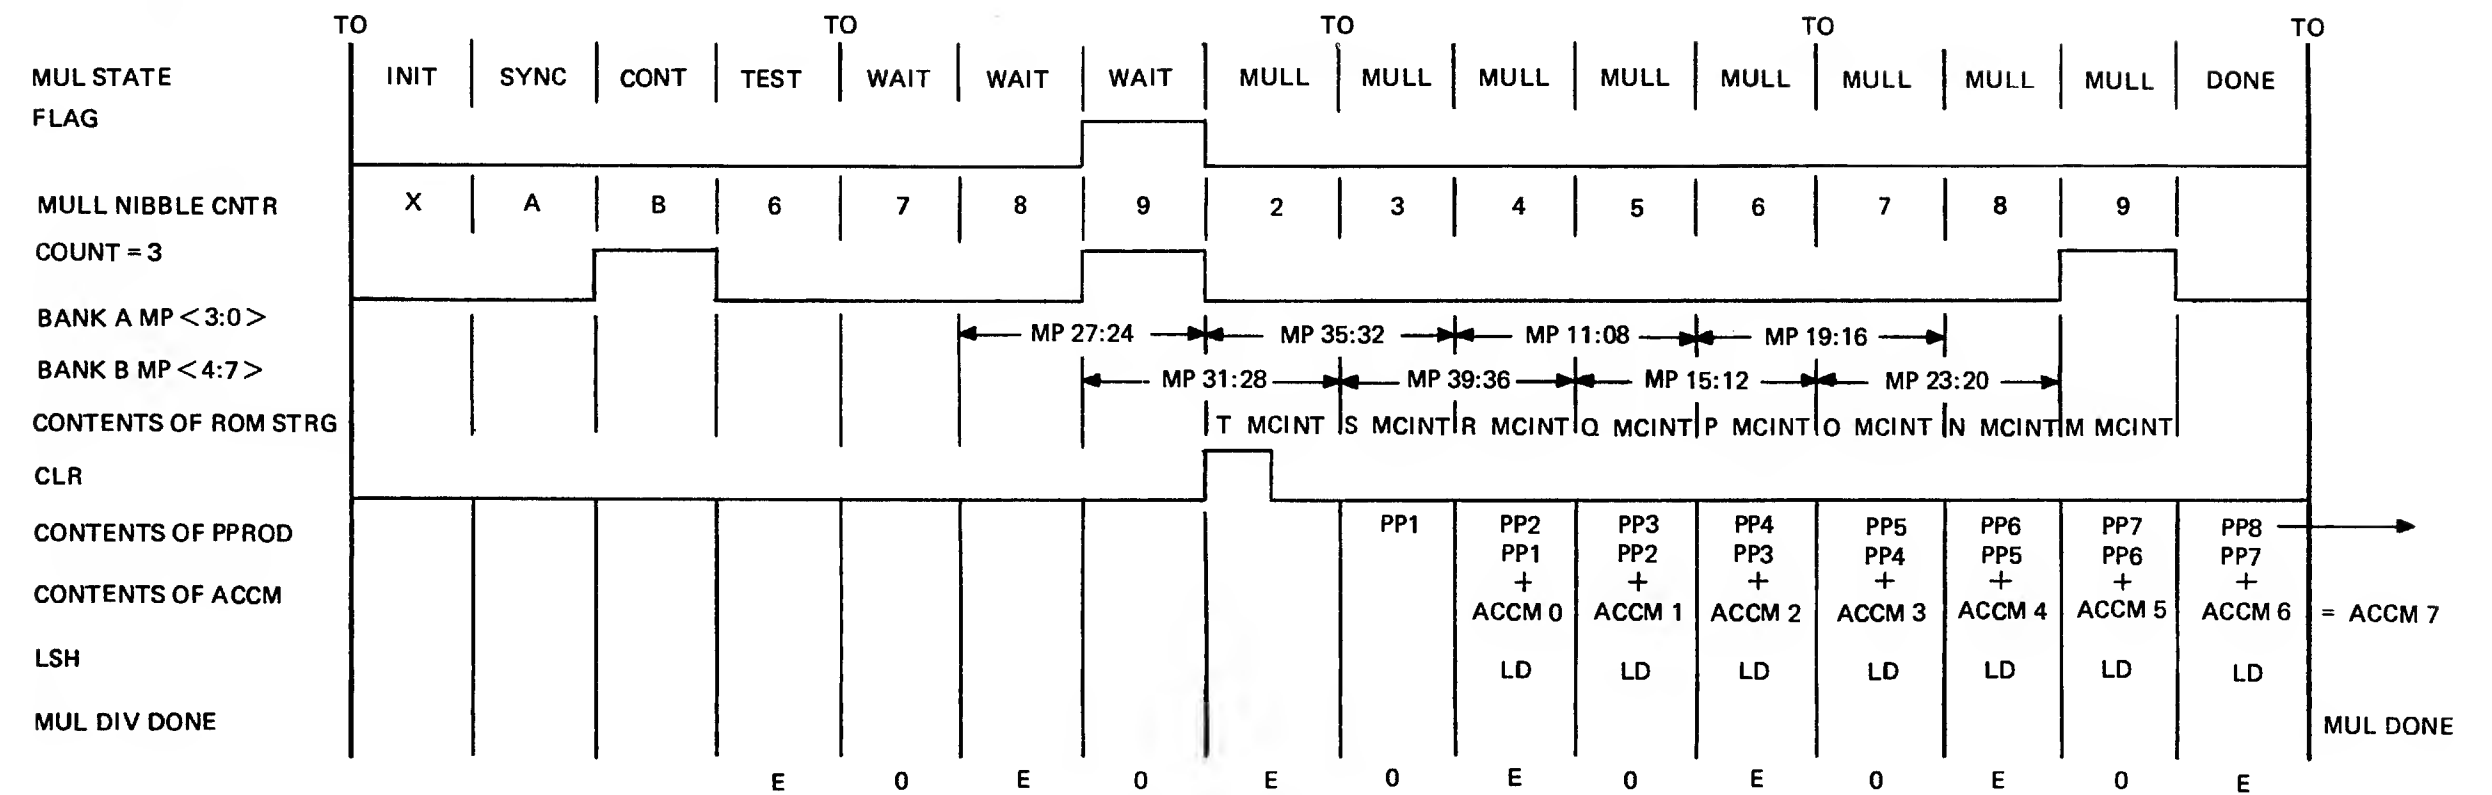 TO TO TO TO TO
MUL STATE INIT SYNC CONT TEST WAIT WAIT WAIT MULL MULL MULL MULL MULL MULL MULL MULL DONE
FLAG
MULL NIBBLE CNTR X A B 6 7 8 9 2 3 4 5 6 7 8 9
COUNT = 3
BANK A MP <3:0> MP 27:24 MP 35:32 MP 11:08 MP 19:16
BANK B MP <4:7> MP 31:28 MP 39:36 MP 15:12 MP 23:20
CONTENTS OF ROM STRG T MCINT S MCINT R MCINT Q MCINT P MCINT O MCINT N MCINT M MCINT
CLR
CONTENTS OF PPROD PP1 PP2 PP3 PP4 PP5 PP6 PP7 PP8
PP1 PP2 PP3 PP4 PP5 PP6 PP7
+ + + + + + +
CONTENTS OF ACCM ACCM 0 ACCM 1 ACCM 2 ACCM 3 ACCM 4 ACCM 5 ACCM 6 = ACCM 7
LSH LD LD LD LD LD LD LD
MUL DIV DONE MUL DONE
E 0 E 0 E 0 E 0 E 0 E 0 E